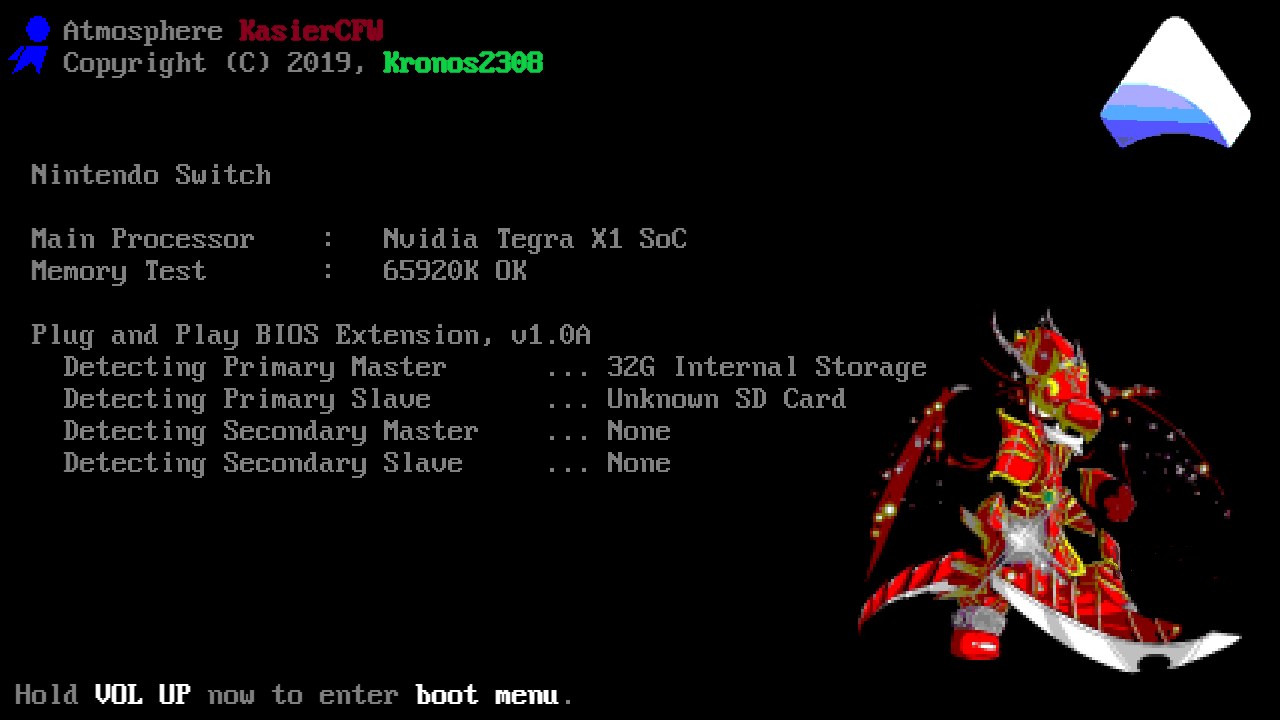 Atmosphere KasierCFW
Copyright (C) 2019, Kronos2308
Nintendo Switch
Main Processor : Nvidia Tegra X1 SoC
Memory Test : 65920K OK
Plug and Play BIOS Extension, v1.0A
Detecting Primary Master ... 32G Internal Storage
Detecting Primary Slave ... Unknown SD Card
Detecting Secondary Master ... None
Detecting Secondary Slave ... None
Hold VOL UP now to enter boot menu.